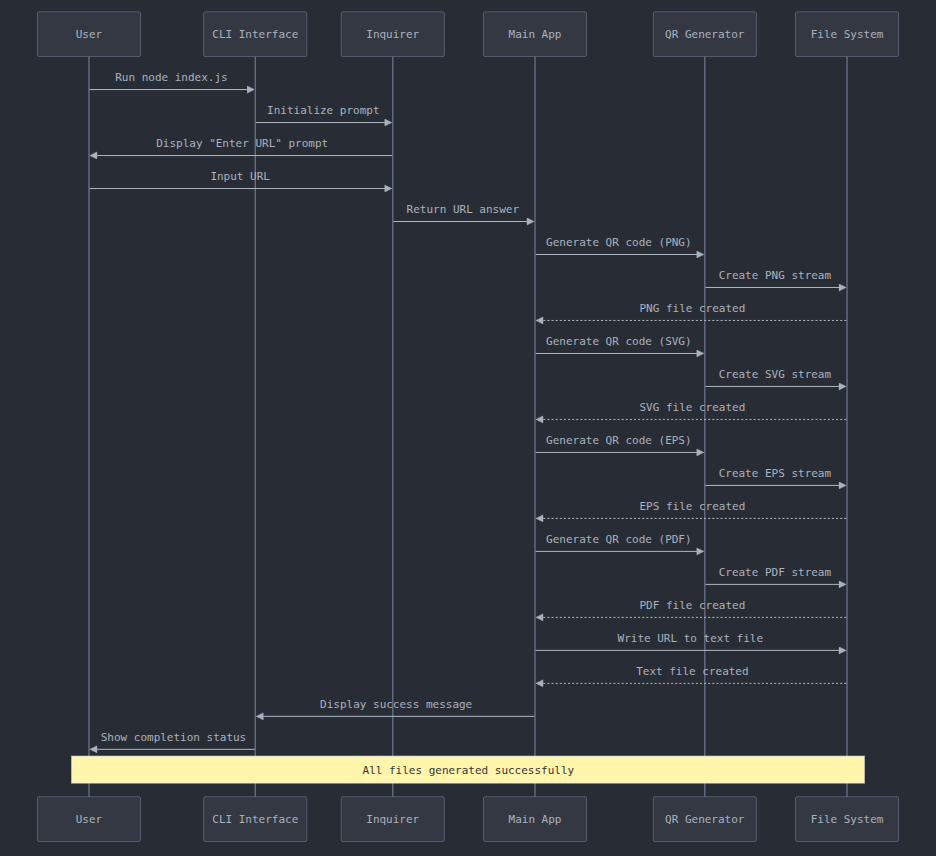 User CLI Interface Inquirer Main App QR Generator File System
Run node index.js
Initialize prompt
Display "Enter URL" prompt
Input URL
Return URL answer
Generate QR code (PNG)
Create PNG stream
PNG file created
Generate QR code (SVG)
Create SVG stream
SVG file created
Generate QR code (EPS)
Create EPS stream
EPS file created
Generate QR code (PDF)
Create PDF stream
PDF file created
Write URL to text file
Text file created
Display success message
Show completion status
All files generated successfully
User CLI Interface Inquirer Main App QR Generator File System